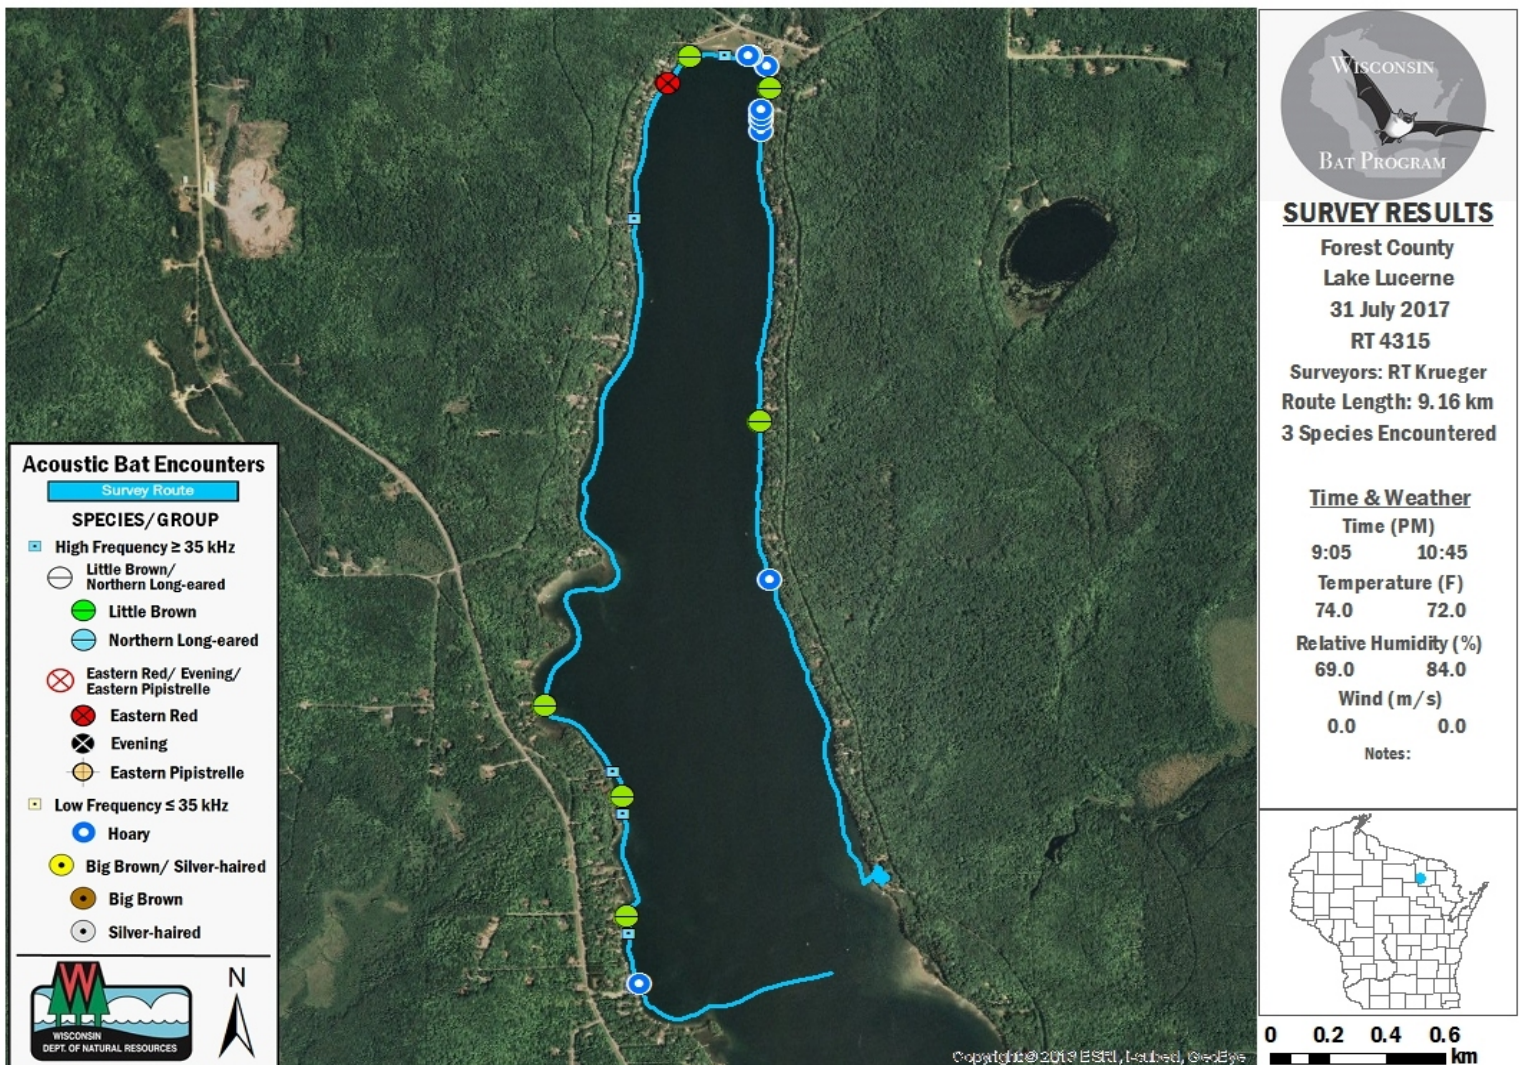 WISCONSIN
BAT PROGRAM
SURVEY RESULTS
Forest County
Lake Lucerne
31 July 2017
RT 4315
Surveyors: RT Krueger
Route Length: 9.16 km
3 Species Encountered
Time & Weather
Time (PM)
9:05 10:45
Temperature (F)
74.0 72.0
Relative Humidity (%)
69.0 84.0
Wind (m/s)
0.0 0.0
Notes:
Acoustic Bat Encounters
Survey Route
SPECIES/GROUP
High Frequency ≥ 35 kHz
Little Brown/
Northern Long-eared
Little Brown
Northern Long-eared
Eastern Red/ Evening/
Eastern Pipistrelle
Eastern Red
Evening
Eastern Pipistrelle
Low Frequency ≤ 35 kHz
Hoary
Big Brown/ Silver-haired
Big Brown
Silver-haired
W
WISCONSIN
DEPT. OF NATURAL RESOURCES
N
Copyright:© 2013 ESRI, i-cubed, GeoEye
0 0.2 0.4 0.6
km